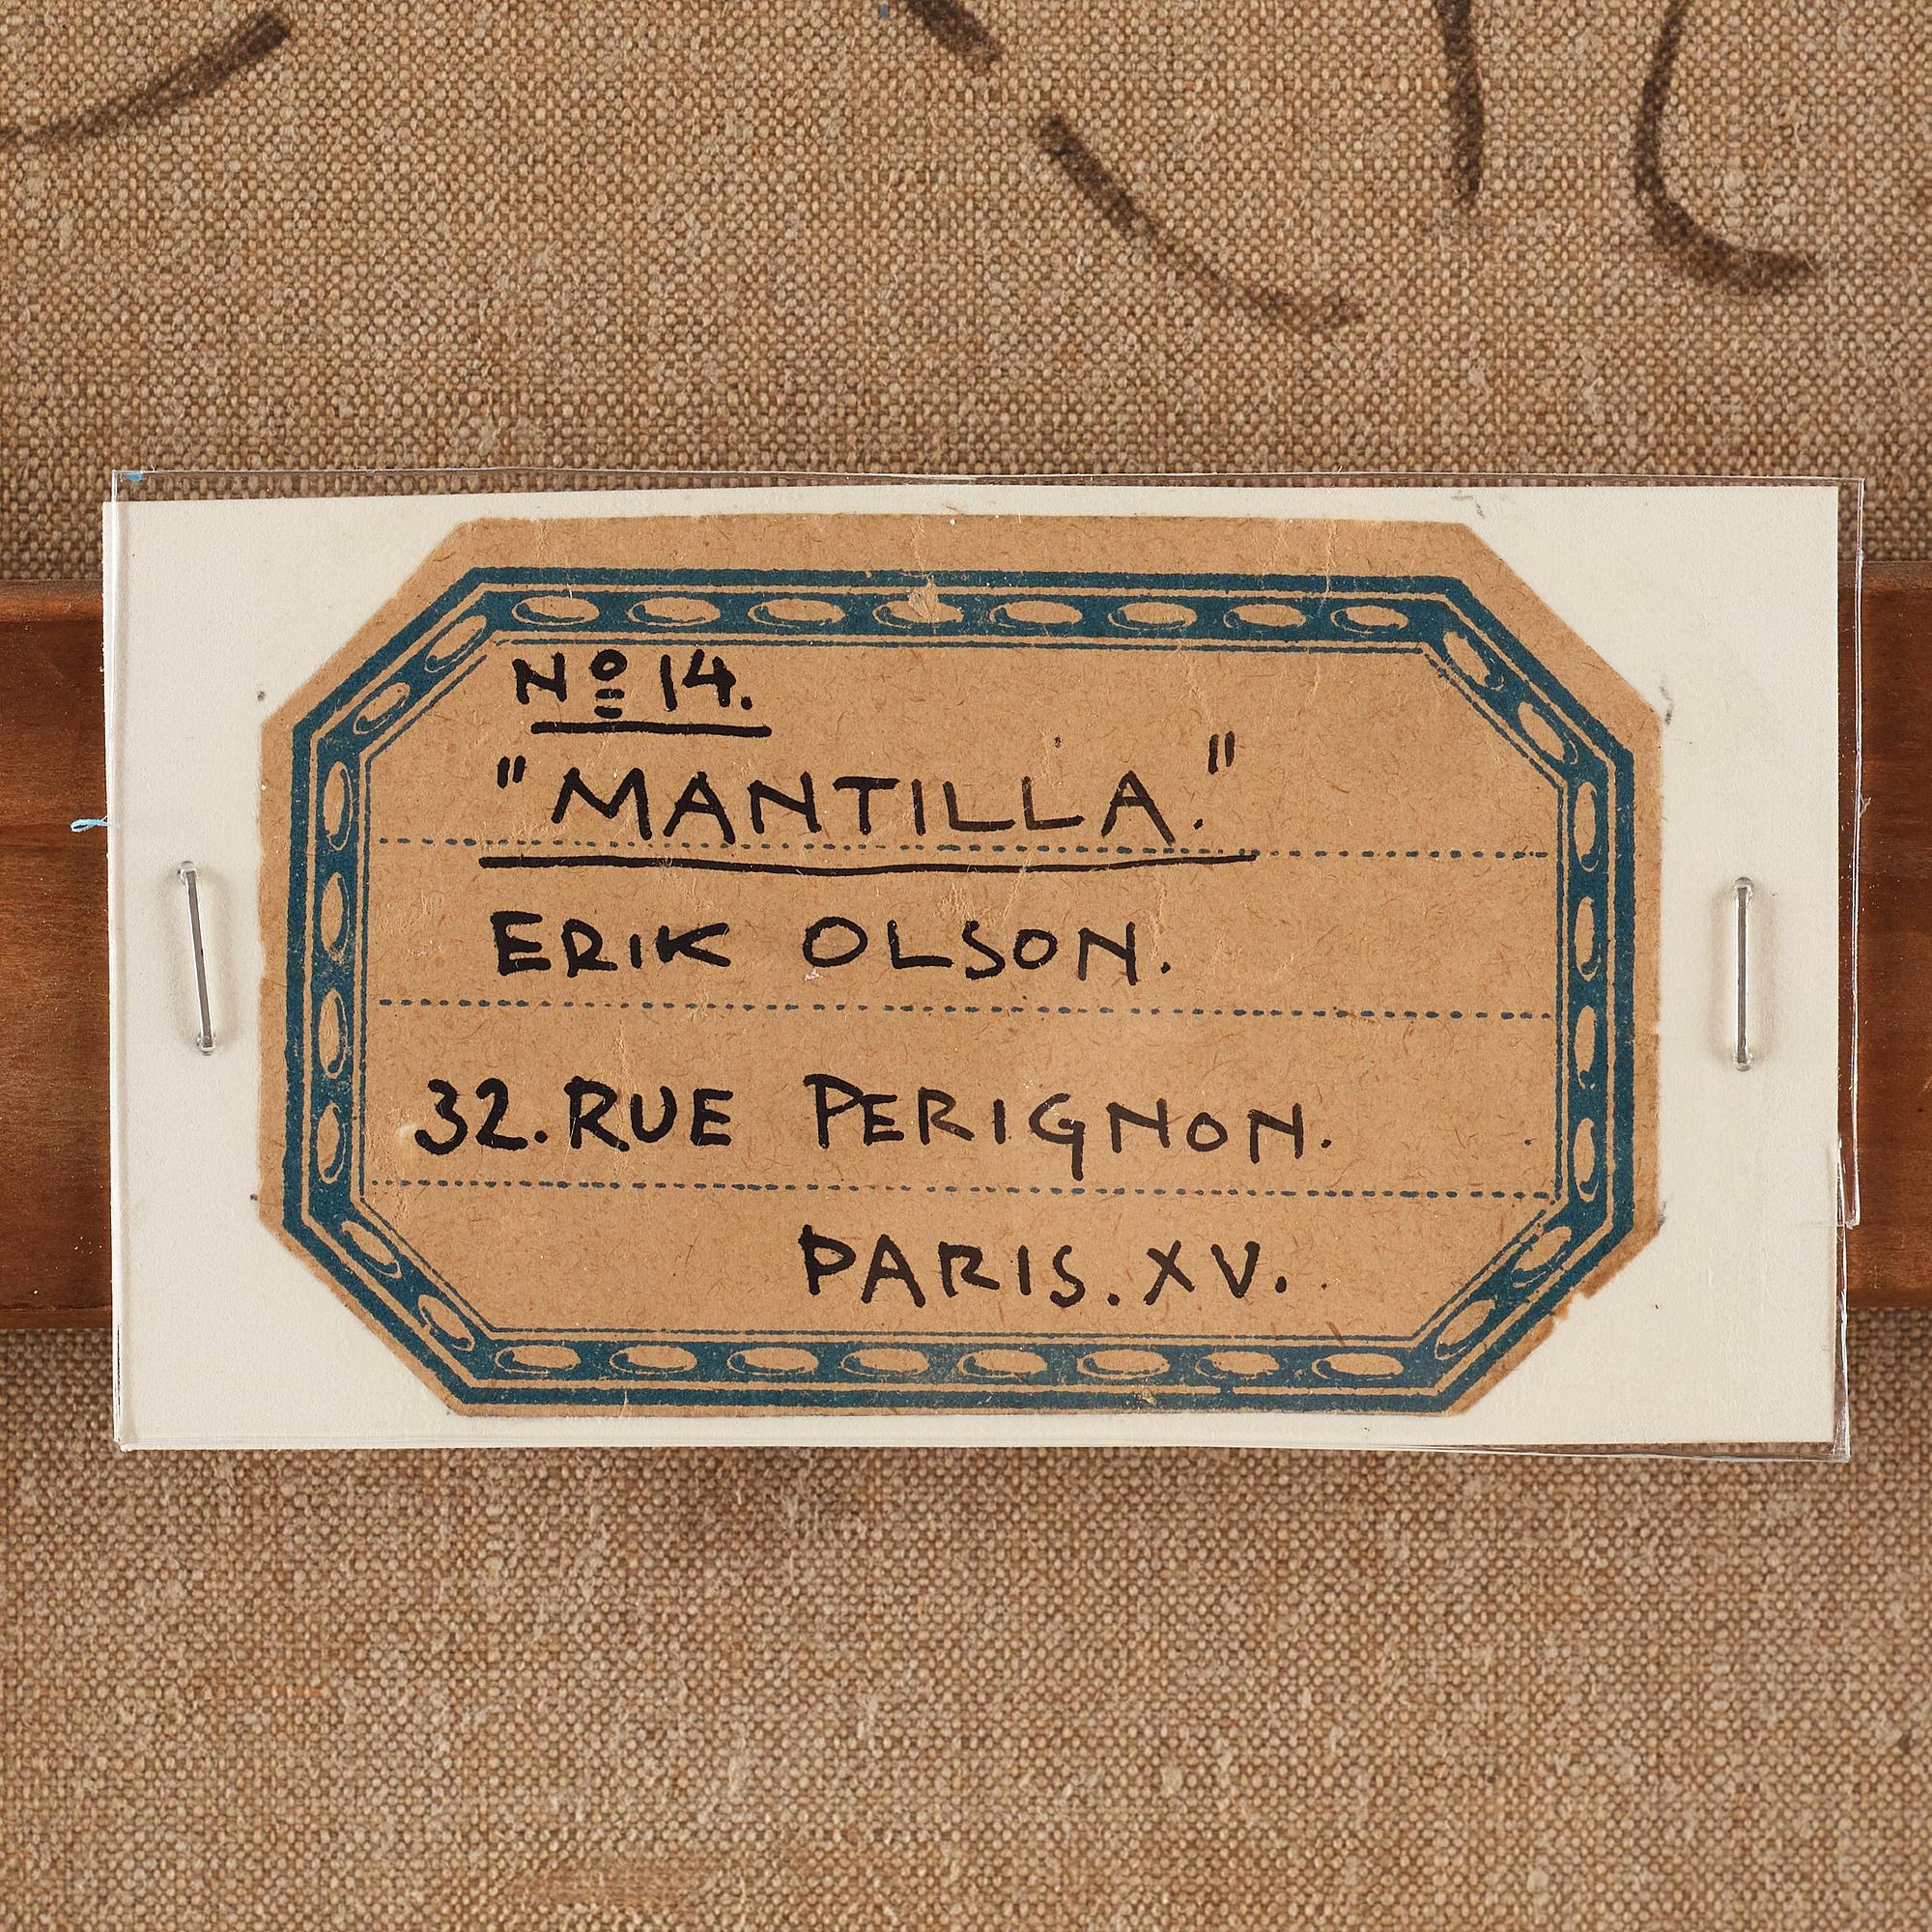 Nº 14.
"MANTILLA."
ERIK OLSON.
32. RUE PERIGNON.
PARIS. XV.